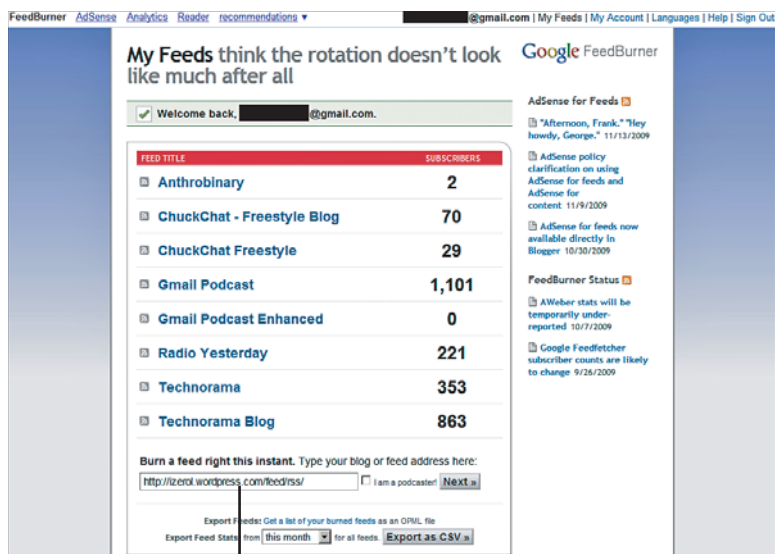 FeedBurner AdSense Analytics Reader recommendations ▼
@gmail.com | My Feeds | My Account | Languages | Help | Sign Out
My Feeds think the rotation doesn't look
like much after all
Welcome back, @gmail.com.
FEED TITLE SUBSCRIBERS
Anthrobinary 2
ChuckChat - Freestyle Blog 70
ChuckChat Freestyle 29
Gmail Podcast 1,101
Gmail Podcast Enhanced 0
Radio Yesterday 221
Technorama 353
Technorama Blog 863
Burn a feed right this instant. Type your blog or feed address here:
http://izerol.wordpress.com/feed/rss/ I am a podcaster! Next »
Export Feeds: Get a list of your burned feeds as an OPML file
Export Feed Stats: from this month for all feeds. Export as CSV »
Google FeedBurner
AdSense for Feeds
"Afternoon, Frank." "Hey
howdy, George." 11/13/2009
AdSense policy
clarification on using
AdSense for feeds and
AdSense for
content 11/9/2009
AdSense for feeds now
available directly in
Blogger 10/30/2009
FeedBurner Status
AWeber stats will be
temporarily under-
reported 10/7/2009
Google Feedfetcher
subscriber counts are likely
to change 9/26/2009